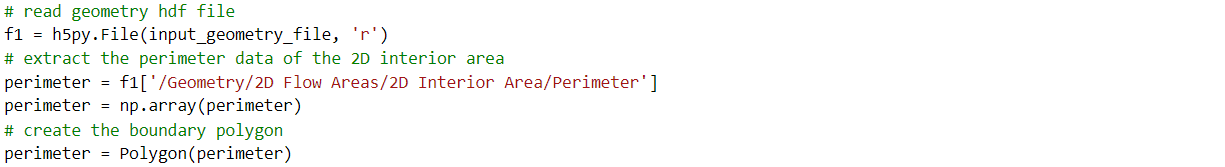 # read geometry hdf file
f1 = h5py.File(input_geometry_file, 'r')
# extract the perimeter data of the 2D interior area
perimeter = f1['/Geometry/2D Flow Areas/2D Interior Area/Perimeter']
perimeter = np.array(perimeter)
# create the boundary polygon
perimeter = Polygon(perimeter)